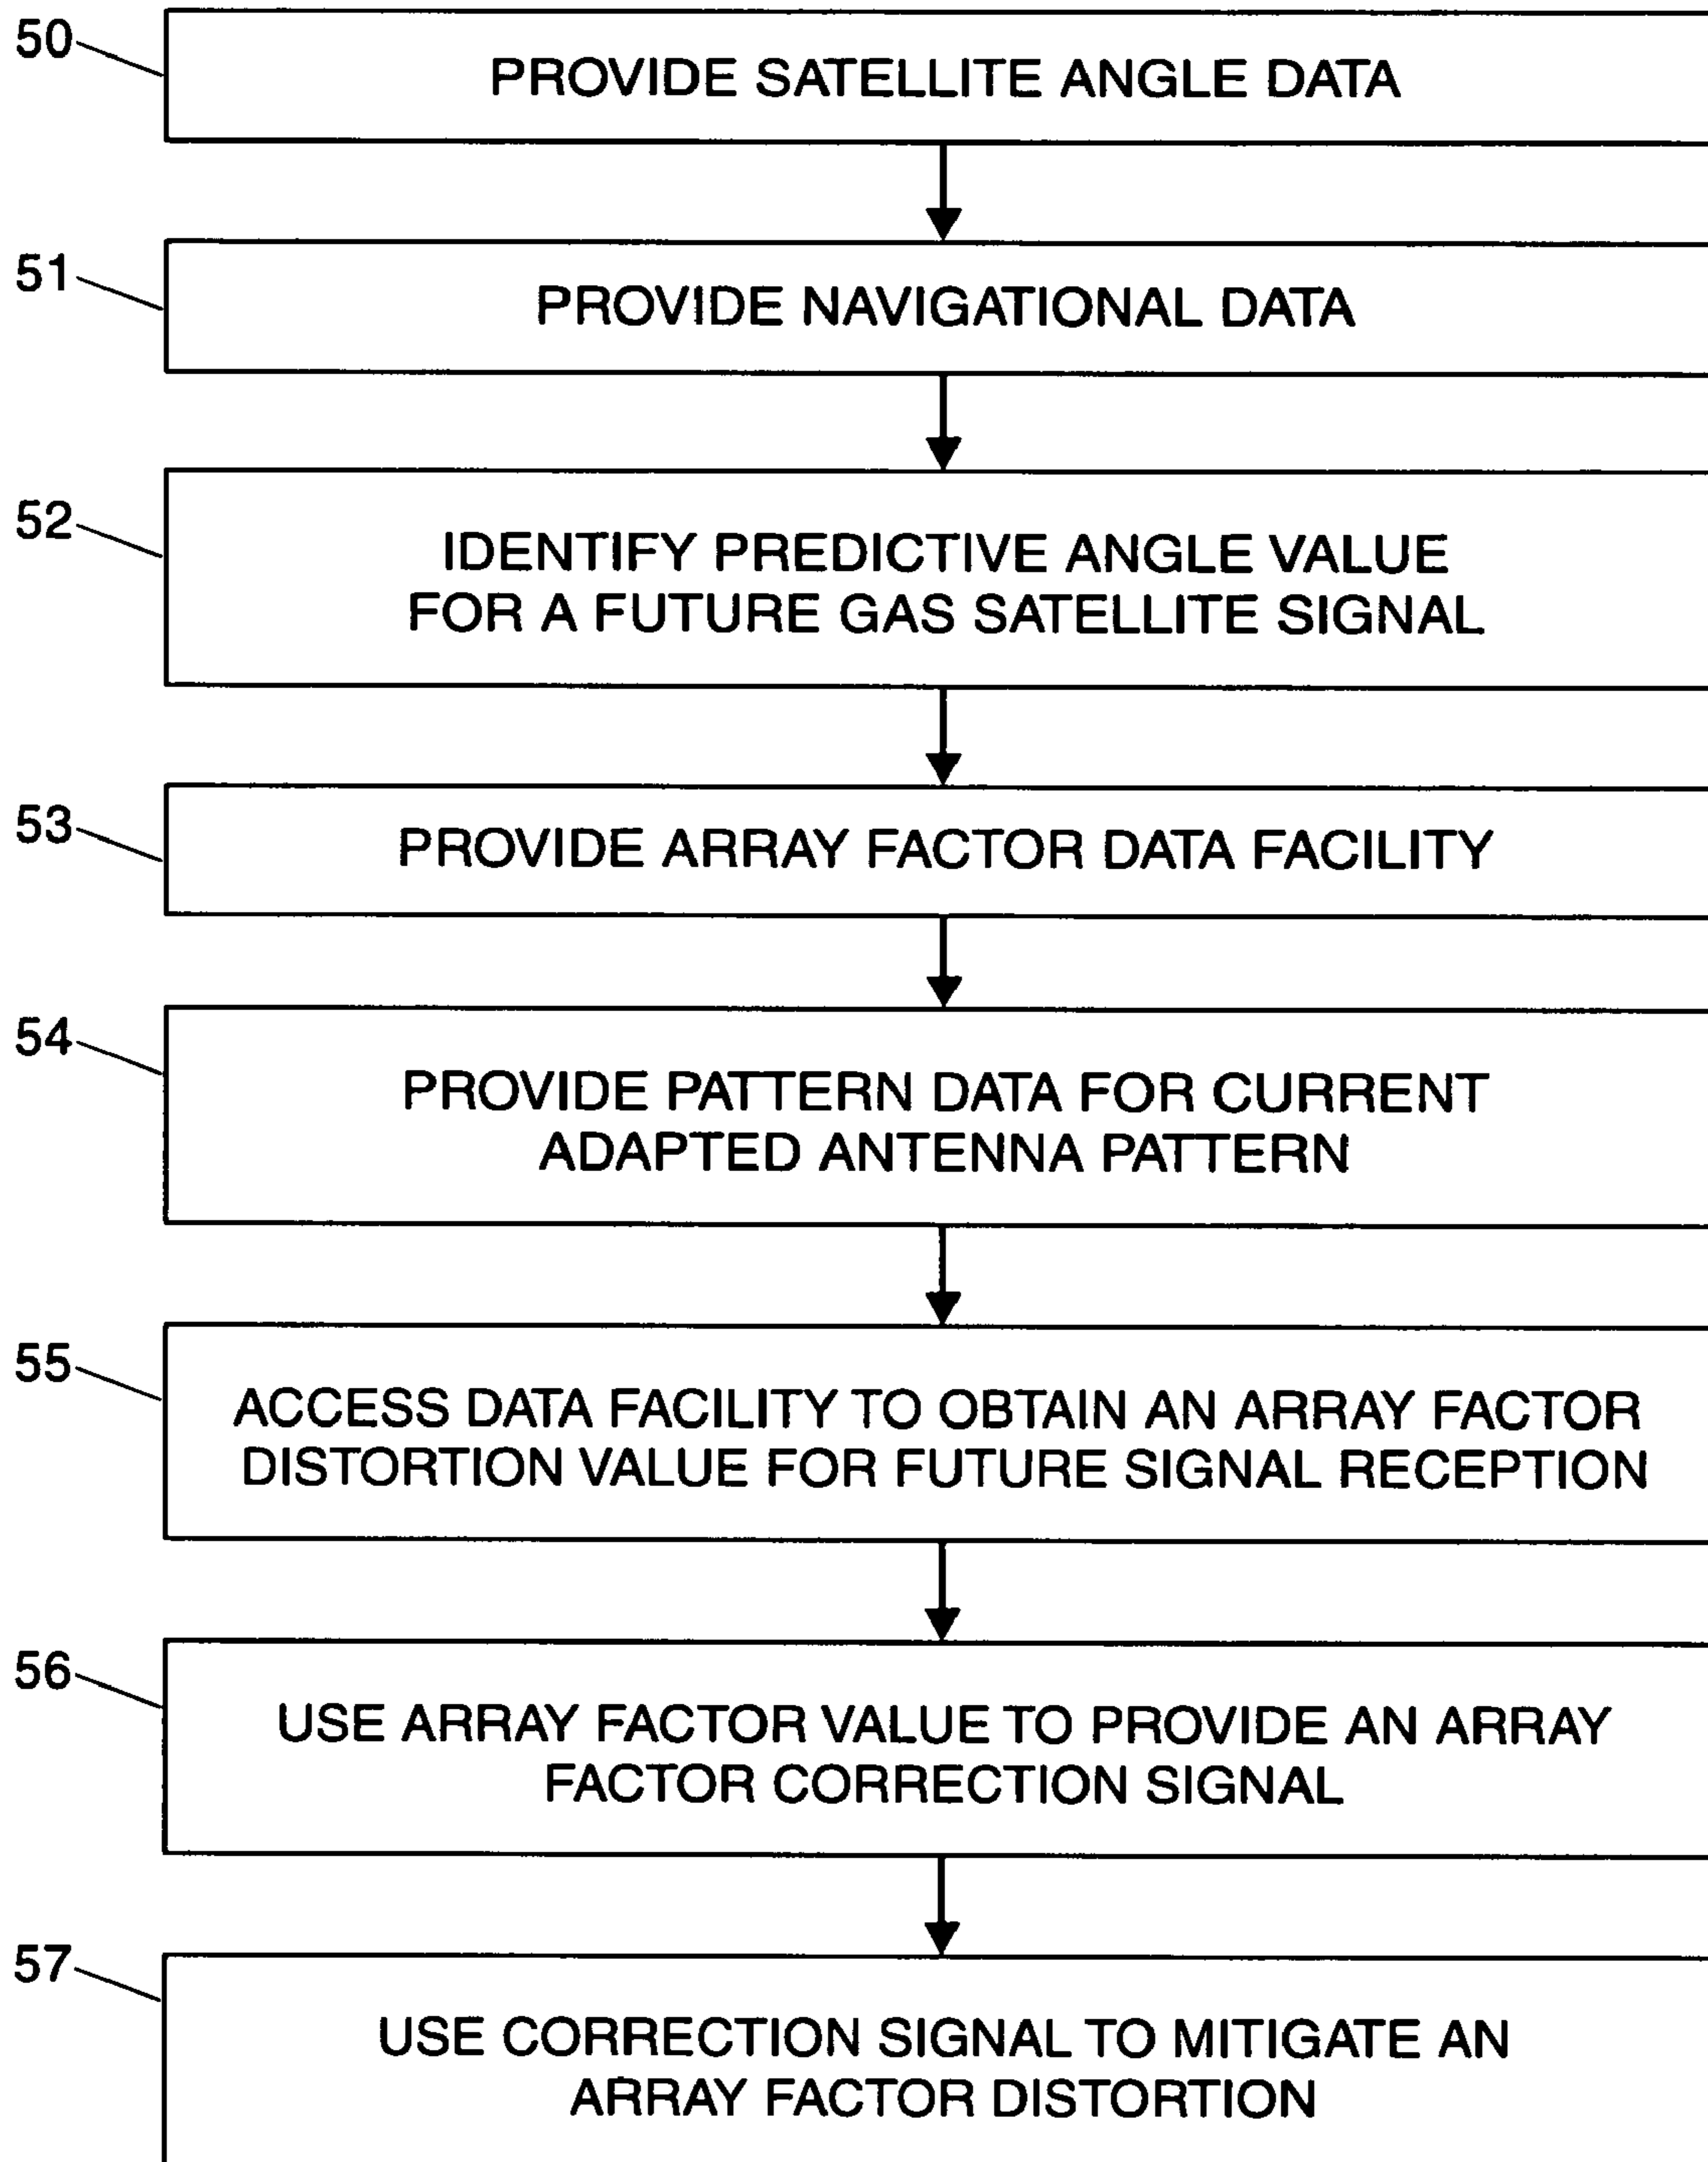 50
PROVIDE SATELLITE ANGLE DATA
51
PROVIDE NAVIGATIONAL DATA
52
IDENTIFY PREDICTIVE ANGLE VALUE
FOR A FUTURE GAS SATELLITE SIGNAL
53
PROVIDE ARRAY FACTOR DATA FACILITY
54
PROVIDE PATTERN DATA FOR CURRENT
ADAPTED ANTENNA PATTERN
55
ACCESS DATA FACILITY TO OBTAIN AN ARRAY FACTOR
DISTORTION VALUE FOR FUTURE SIGNAL RECEPTION
56
USE ARRAY FACTOR VALUE TO PROVIDE AN ARRAY
FACTOR CORRECTION SIGNAL
57
USE CORRECTION SIGNAL TO MITIGATE AN
ARRAY FACTOR DISTORTION